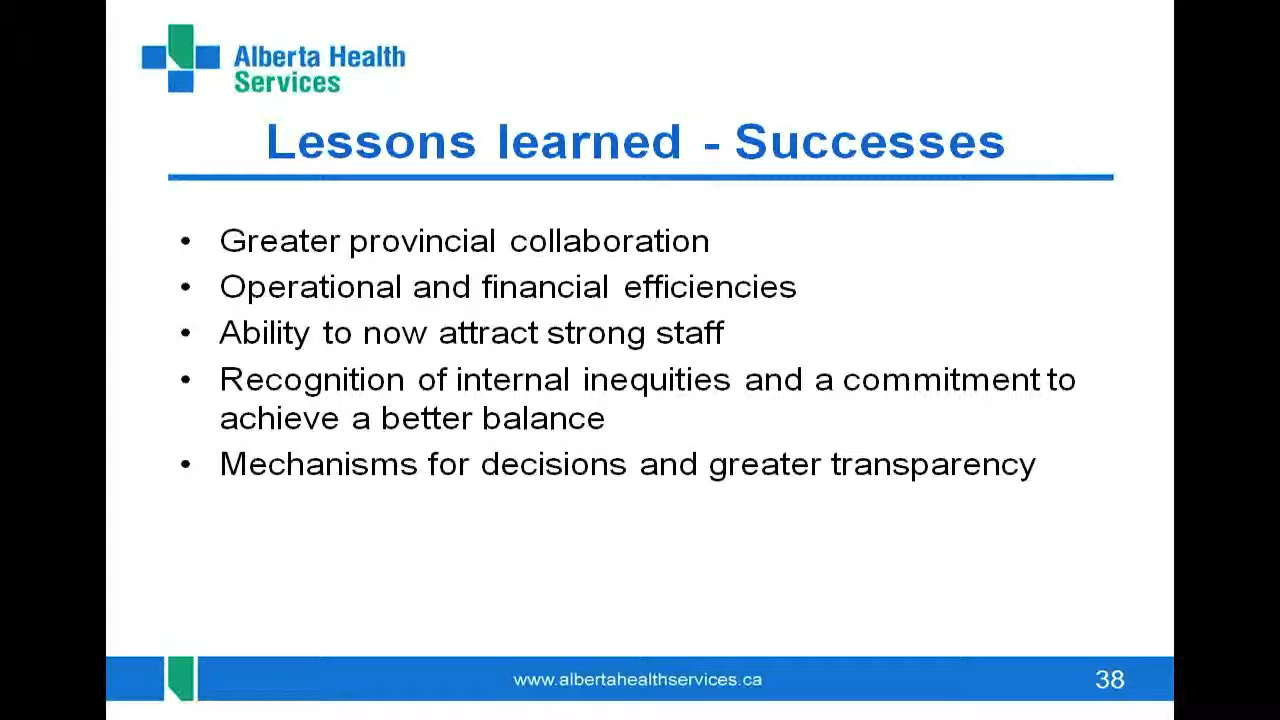 Alberta Health
Services
Lessons learned - Successes
• Greater provincial collaboration
• Operational and financial efficiencies
• Ability to now attract strong staff
• Recognition of internal inequities and a commitment to
achieve a better balance
• Mechanisms for decisions and greater transparency
www.albertahealthservices.ca
38